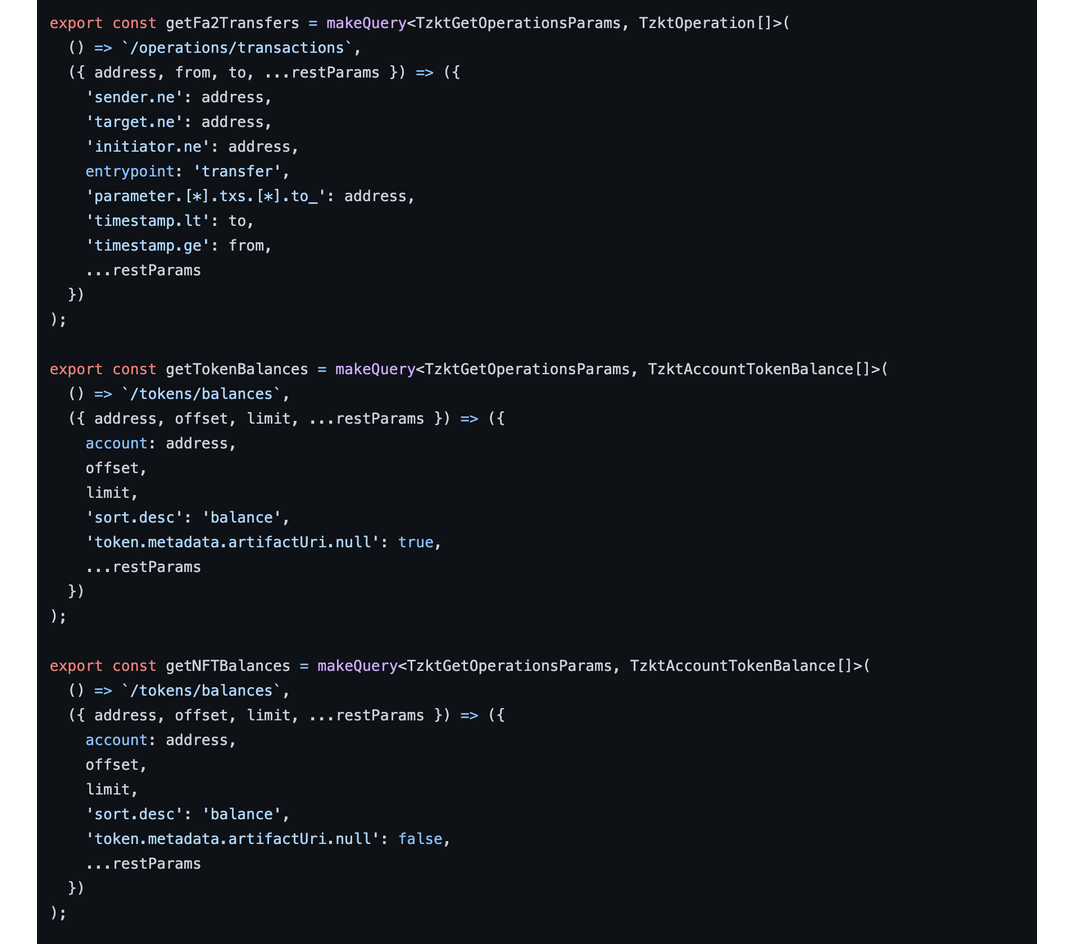 export const getFa2Transfers = makeQuery<TzktGetOperationsParams, TzktOperation[]>(
  () => `/operations/transactions`,
  ({ address, from, to, ...restParams }) => ({
    'sender.ne': address,
    'target.ne': address,
    'initiator.ne': address,
    entrypoint: 'transfer',
    'parameter.[*].txs.[*].to_': address,
    'timestamp.lt': to,
    'timestamp.ge': from,
    ...restParams
  })
);

export const getTokenBalances = makeQuery<TzktGetOperationsParams, TzktAccountTokenBalance[]>(
  () => `/tokens/balances`,
  ({ address, offset, limit, ...restParams }) => ({
    account: address,
    offset,
    limit,
    'sort.desc': 'balance',
    'token.metadata.artifactUri.null': true,
    ...restParams
  })
);

export const getNFTBalances = makeQuery<TzktGetOperationsParams, TzktAccountTokenBalance[]>(
  () => `/tokens/balances`,
  ({ address, offset, limit, ...restParams }) => ({
    account: address,
    offset,
    limit,
    'sort.desc': 'balance',
    'token.metadata.artifactUri.null': false,
    ...restParams
  })
);